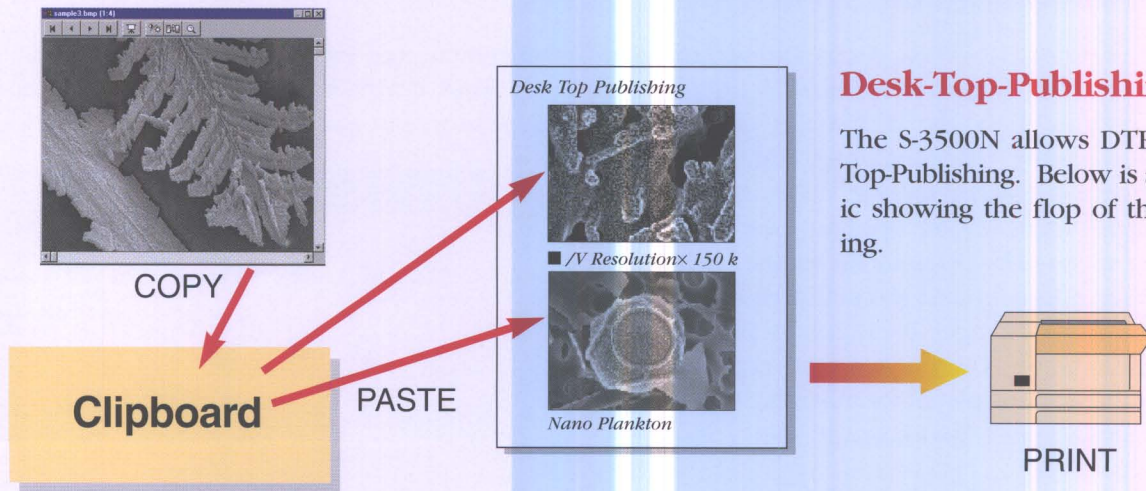 sample3.bmp (1:4)
COPY
Clipboard
PASTE
Desk Top Publishing
■ /V Resolution× 150 k
Nano Plankton
Desk-Top-Publishi
The S-3500N allows DT
Top-Publishing. Below is
ic showing the flop of th
ing.
PRINT